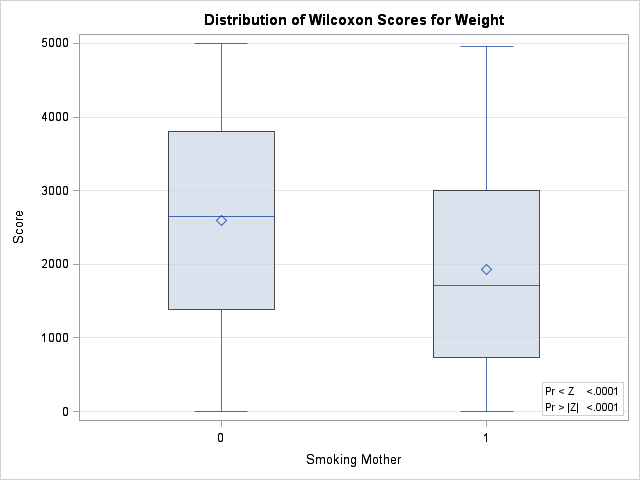 Distribution of Wilcoxon Scores for Weight
5000
4000
3000
2000
1000
0
Score
Pr < Z <.0001
Pr > |Z| <.0001
0 1
Smoking Mother